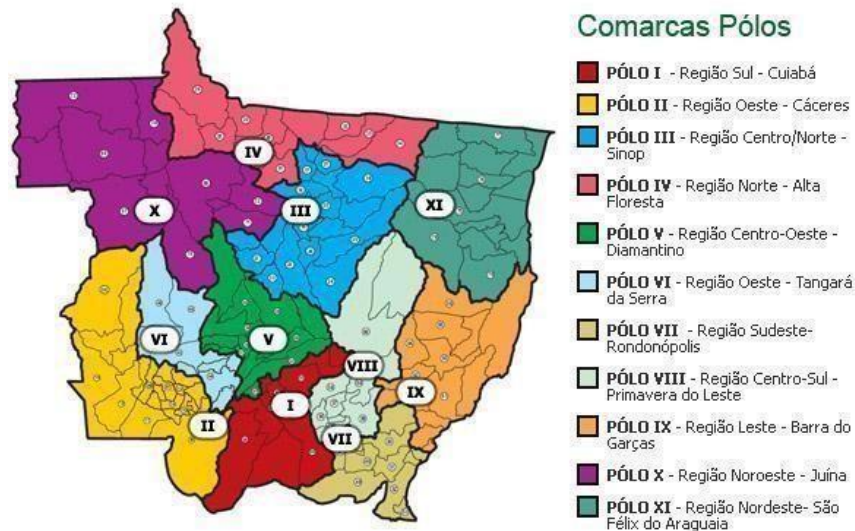 Comarcas Pólos
PÓLO I - Região Sul - Cuiabá
PÓLO II - Região Oeste - Cáceres
PÓLO III - Região Centro/Norte -
Sinop
PÓLO IV - Região Norte - Alta
Floresta
PÓLO V - Região Centro-Oeste -
Diamantino
PÓLO VI - Região Oeste - Tangará
da Serra
PÓLO VII - Região Sudeste-
Rondonópolis
PÓLO VIII - Região Centro-Sul -
Primavera do Leste
PÓLO IX - Região Leste - Barra do
Garças
PÓLO X - Região Noroeste - Juína
PÓLO XI - Região Nordeste- São
Félix do Araguaia
IV
X
III
XI
VI
V
VIII
IX
I
II
VII